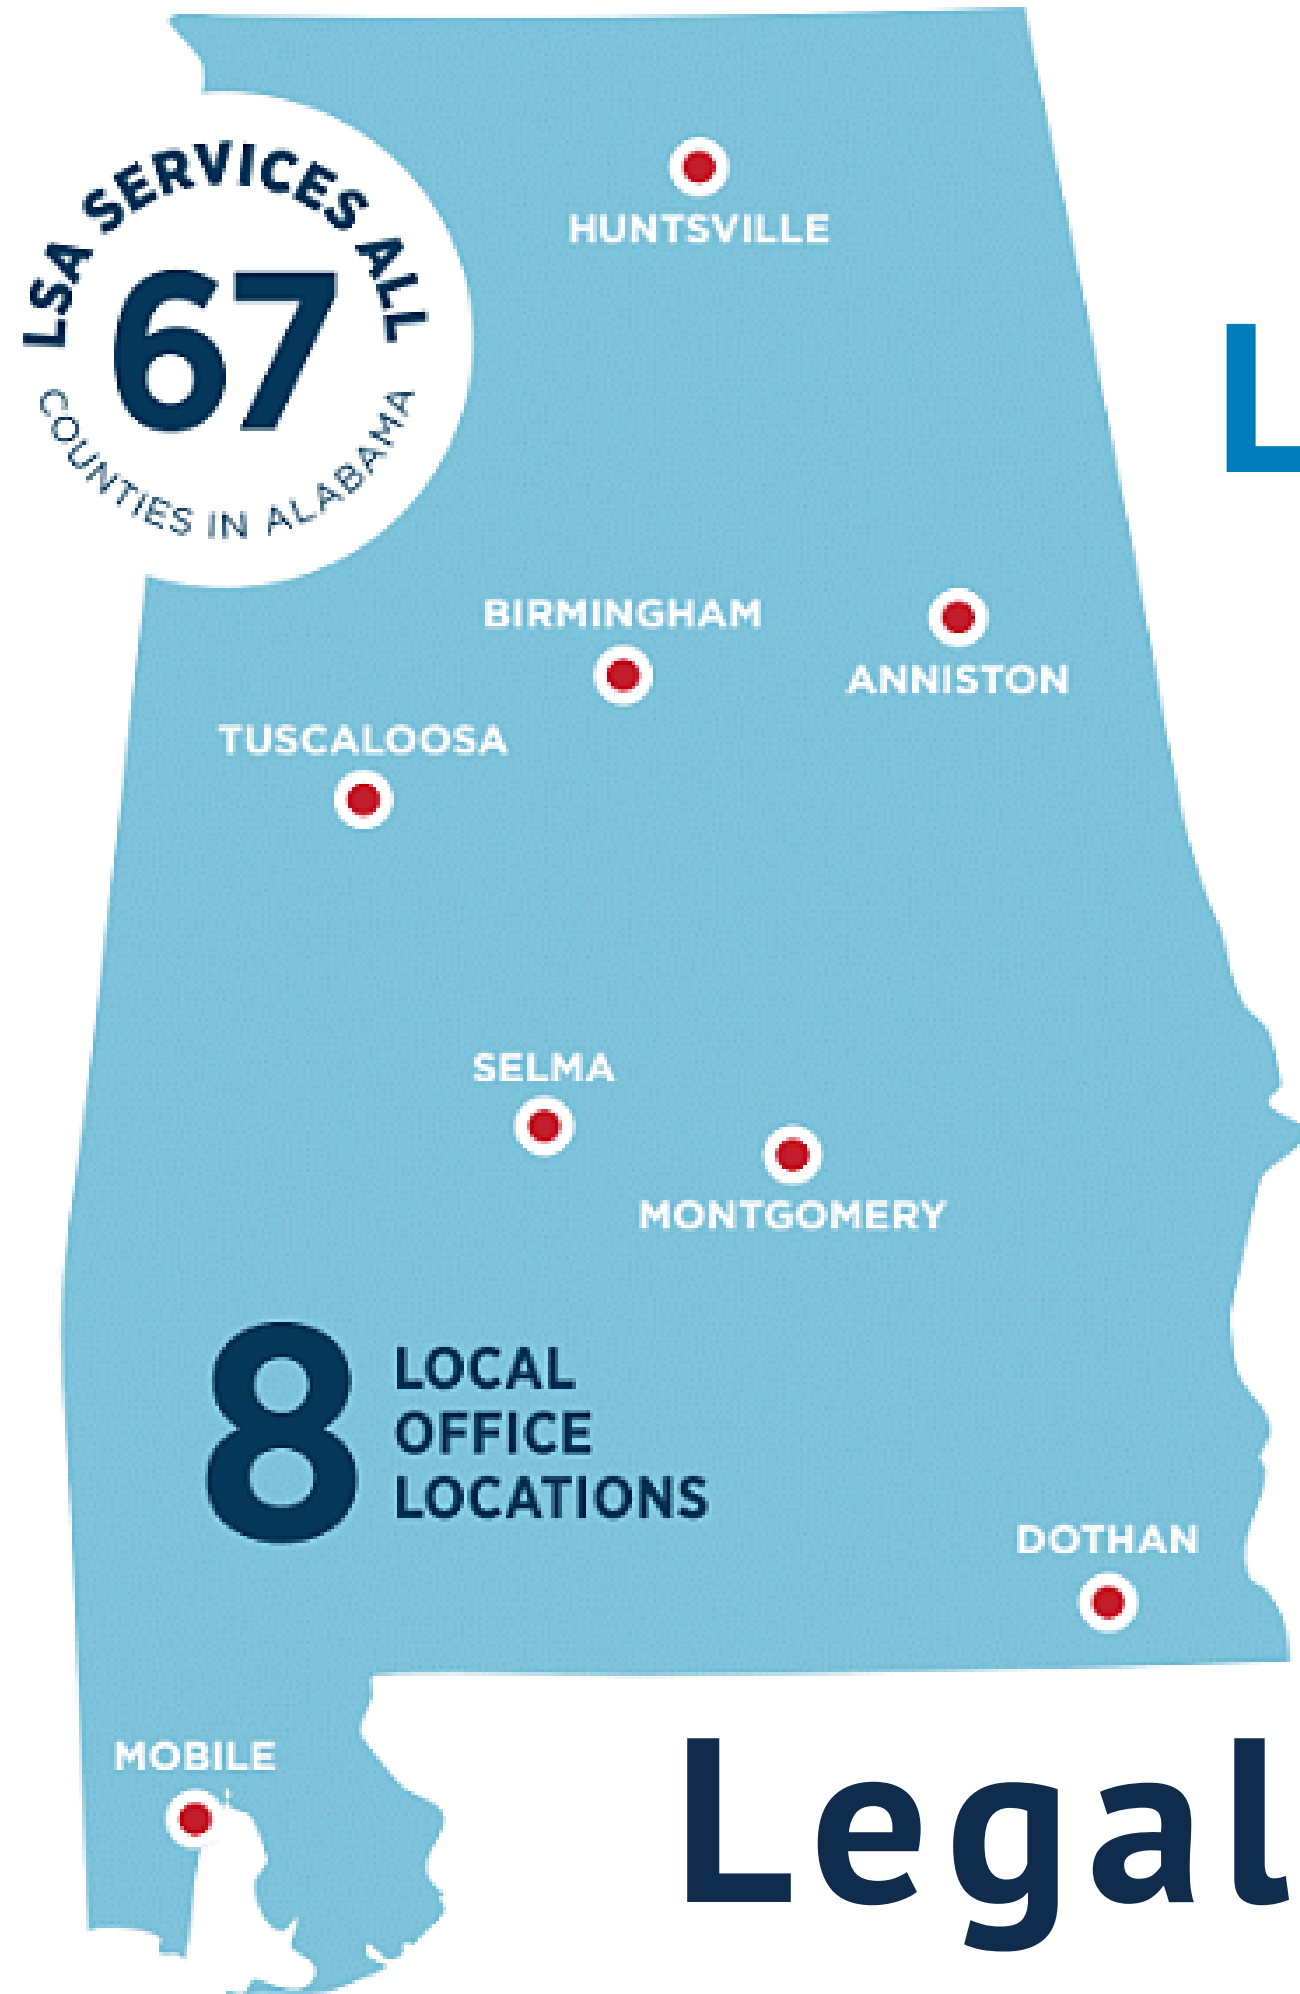 LSA SERVICES ALL
67
COUNTIES IN ALABAMA
HUNTSVILLE
L
BIRMINGHAM
ANNISTON
TUSCALOOSA
SELMA
MONTGOMERY
8
LOCAL
OFFICE
LOCATIONS
DOTHAN
MOBILE
Legal